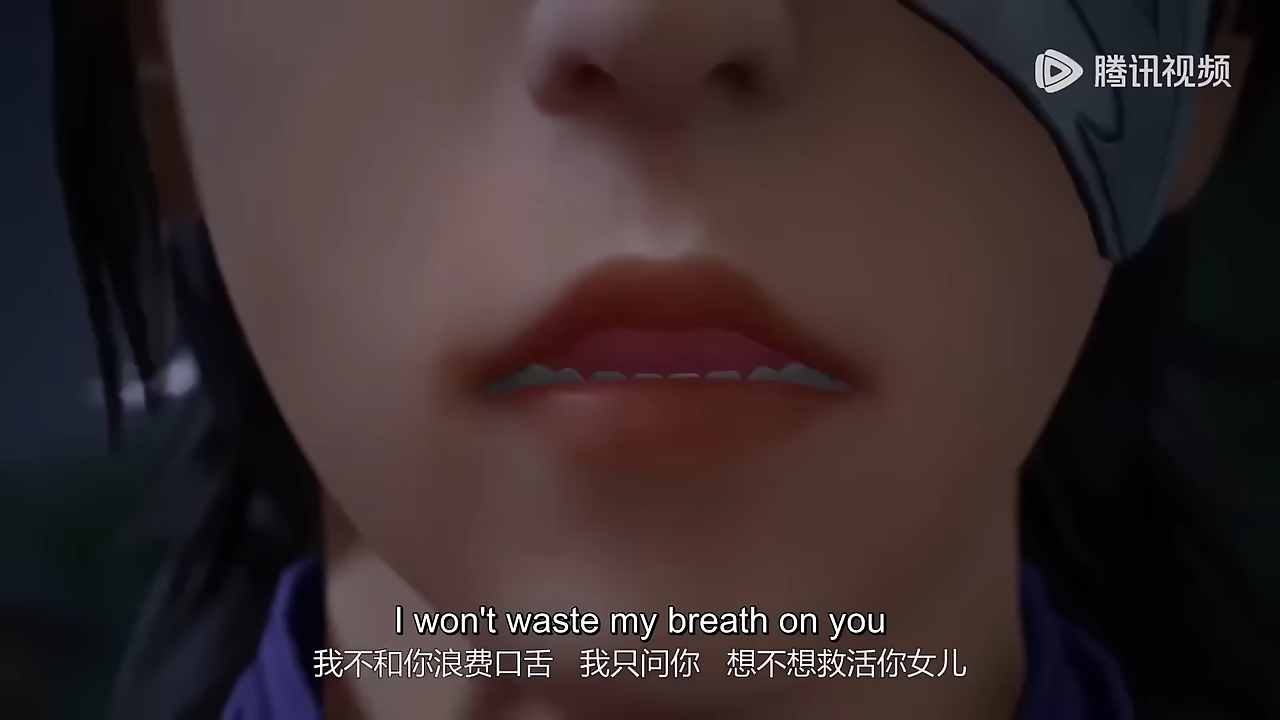 腾讯视频
I won't waste my breath on you
我不和你浪费口舌 我只问你 想不想救活你女儿